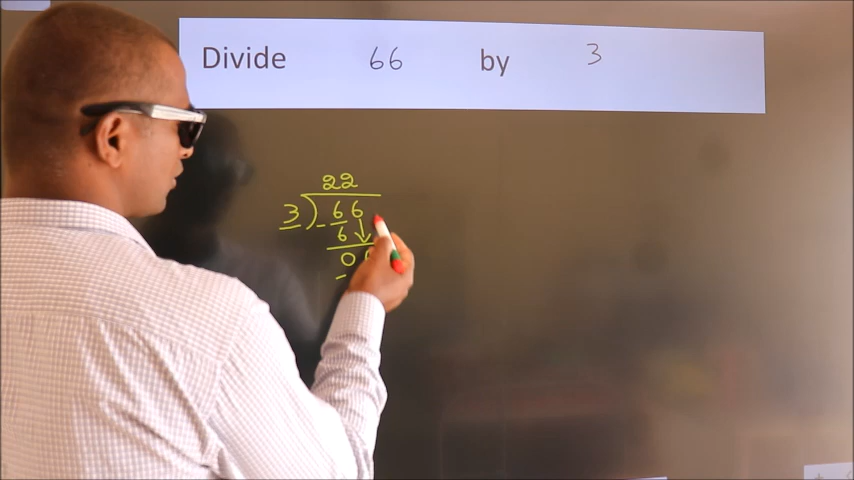 Divide 66 by 3
22
3 ) 66
- 6 ↓
0
-